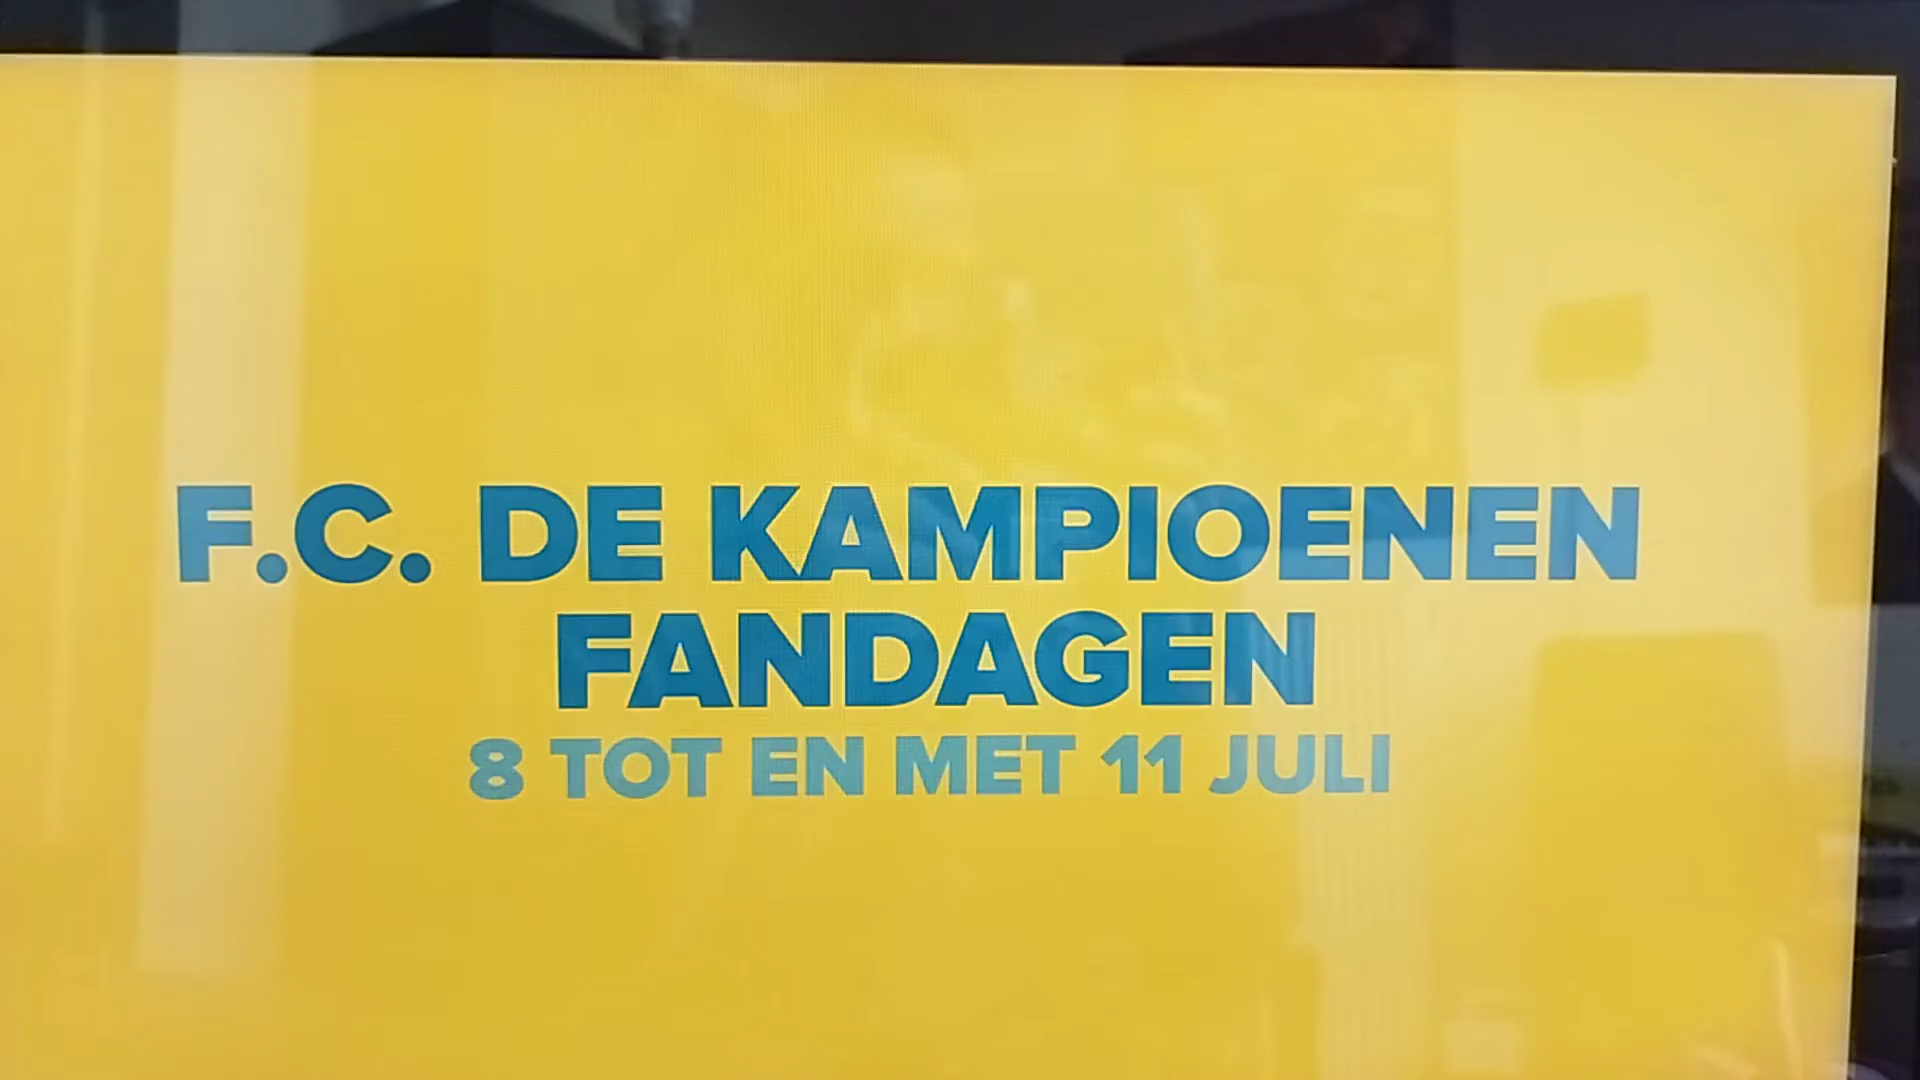 F.C. DE KAMPIOENEN
FANDAGEN
8 TOT EN MET 11 JULI